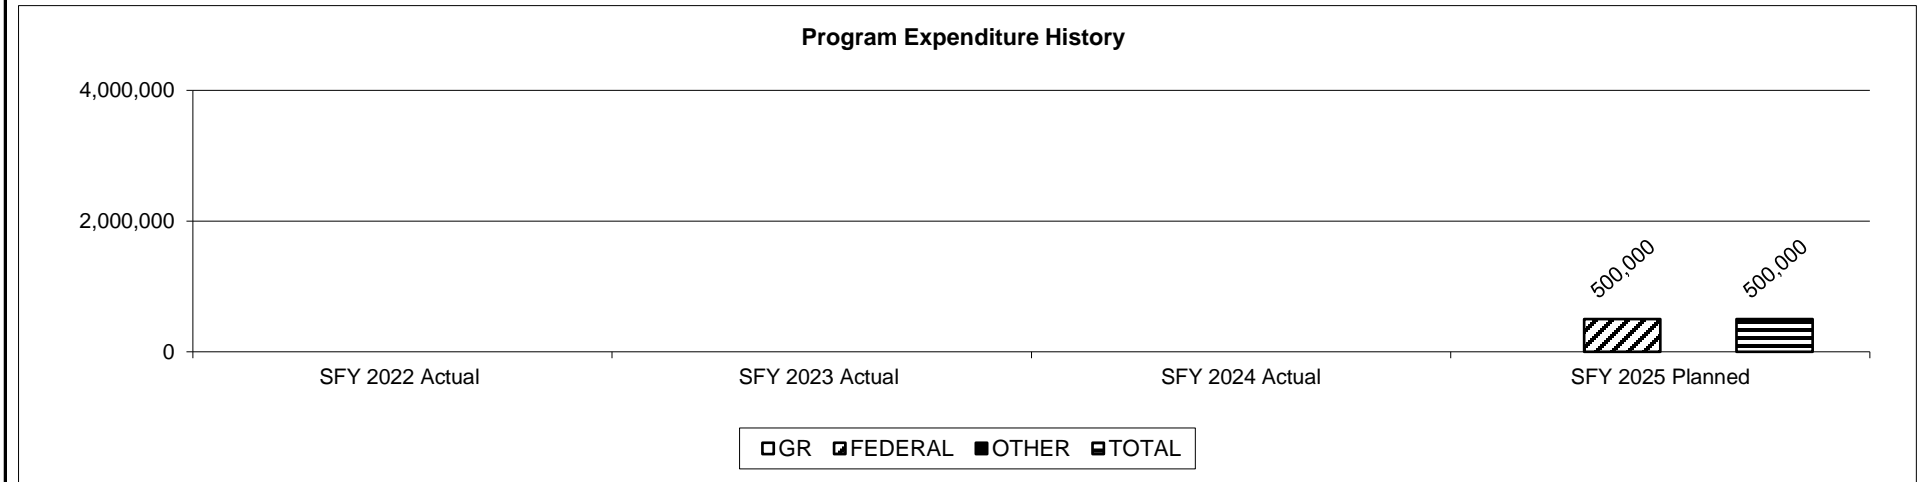 Program Expenditure History
4,000,000
2,000,000
0
500,000
500,000
SFY 2022 Actual
SFY 2023 Actual
SFY 2024 Actual
SFY 2025 Planned
GR FEDERAL OTHER TOTAL